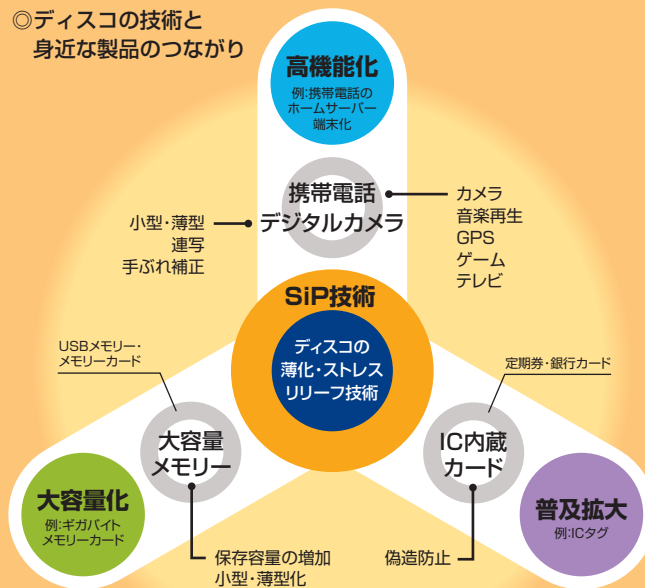 ◎ディスコの技術と
身近な製品のつながり
高機能化
例:携帯電話の
ホームサーバー
端末化
携帯電話
デジタルカメラ
小型・薄型
連写
手ぶれ補正
カメラ
音楽再生
GPS
ゲーム
テレビ
SiP技術
ディスコの
薄化・ストレス
リリーフ技術
USBメモリー・
メモリーカード
定期券・銀行カード
大容量
メモリー
IC内蔵
カード
大容量化
例:ギガバイト
メモリーカード
普及拡大
例:ICタグ
保存容量の増加
小型・薄型化
偽造防止